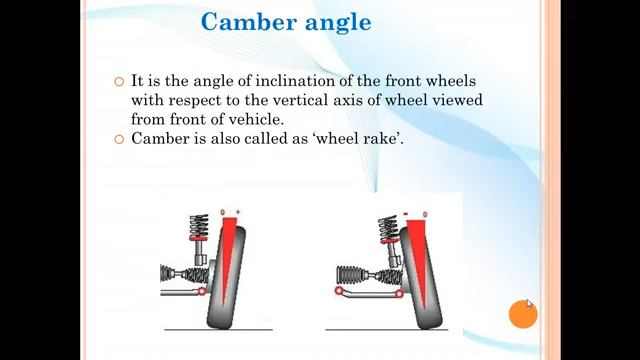 Camber angle
It is the angle of inclination of the front wheels
with respect to the vertical axis of wheel viewed
from front of vehicle.
Camber is also called as ‘wheel rake’.
0 +
- 0